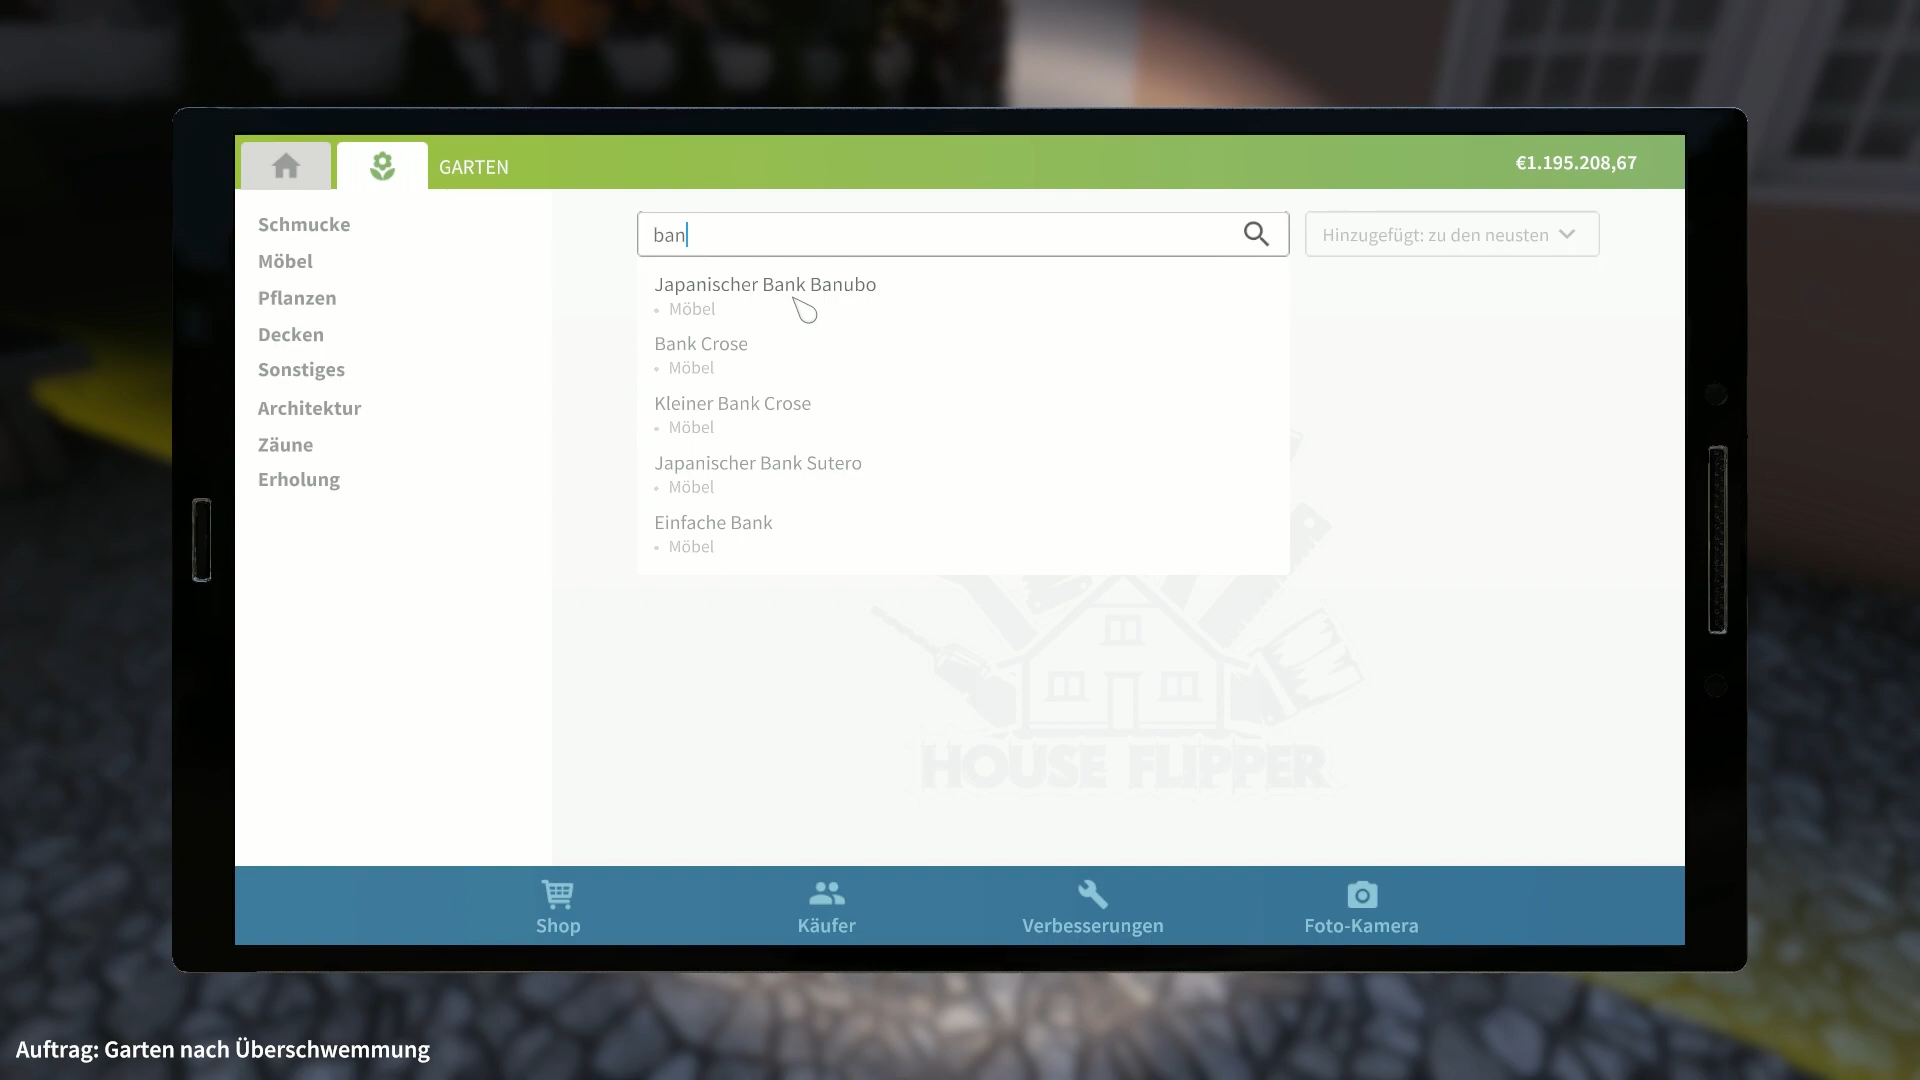 GARTEN
€1.195.208,67
Schmucke
Möbel
Pflanzen
Decken
Sonstiges
Architektur
Zäune
Erholung
ban
Hinzugefügt: zu den neusten
Japanischer Bank Banubo
• Möbel
Bank Crose
• Möbel
Kleiner Bank Crose
• Möbel
Japanischer Bank Sutero
• Möbel
Einfache Bank
• Möbel
HOUSE FLIPPER
Shop
Käufer
Verbesserungen
Foto-Kamera
Auftrag: Garten nach Überschwemmung